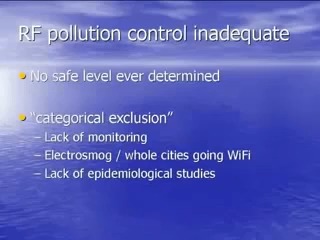 RF pollution control inadequate
• No safe level ever determined
• “categorical exclusion”
– Lack of monitoring
– Electrosmog / whole cities going WiFi
– Lack of epidemiological studies